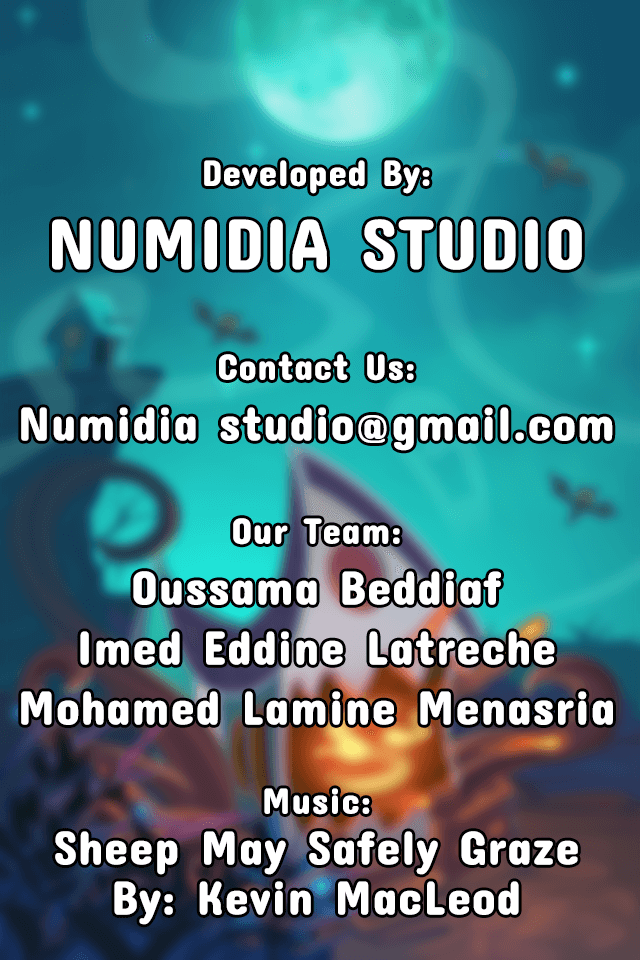 Developed By:
NUMIDIA STUDIO
Contact Us:
Numidia studio@gmail.com
Our Team:
Oussama Beddiaf
Imed Eddine Latreche
Mohamed Lamine Menasria
Music:
Sheep May Safely Graze
By: Kevin MacLeod